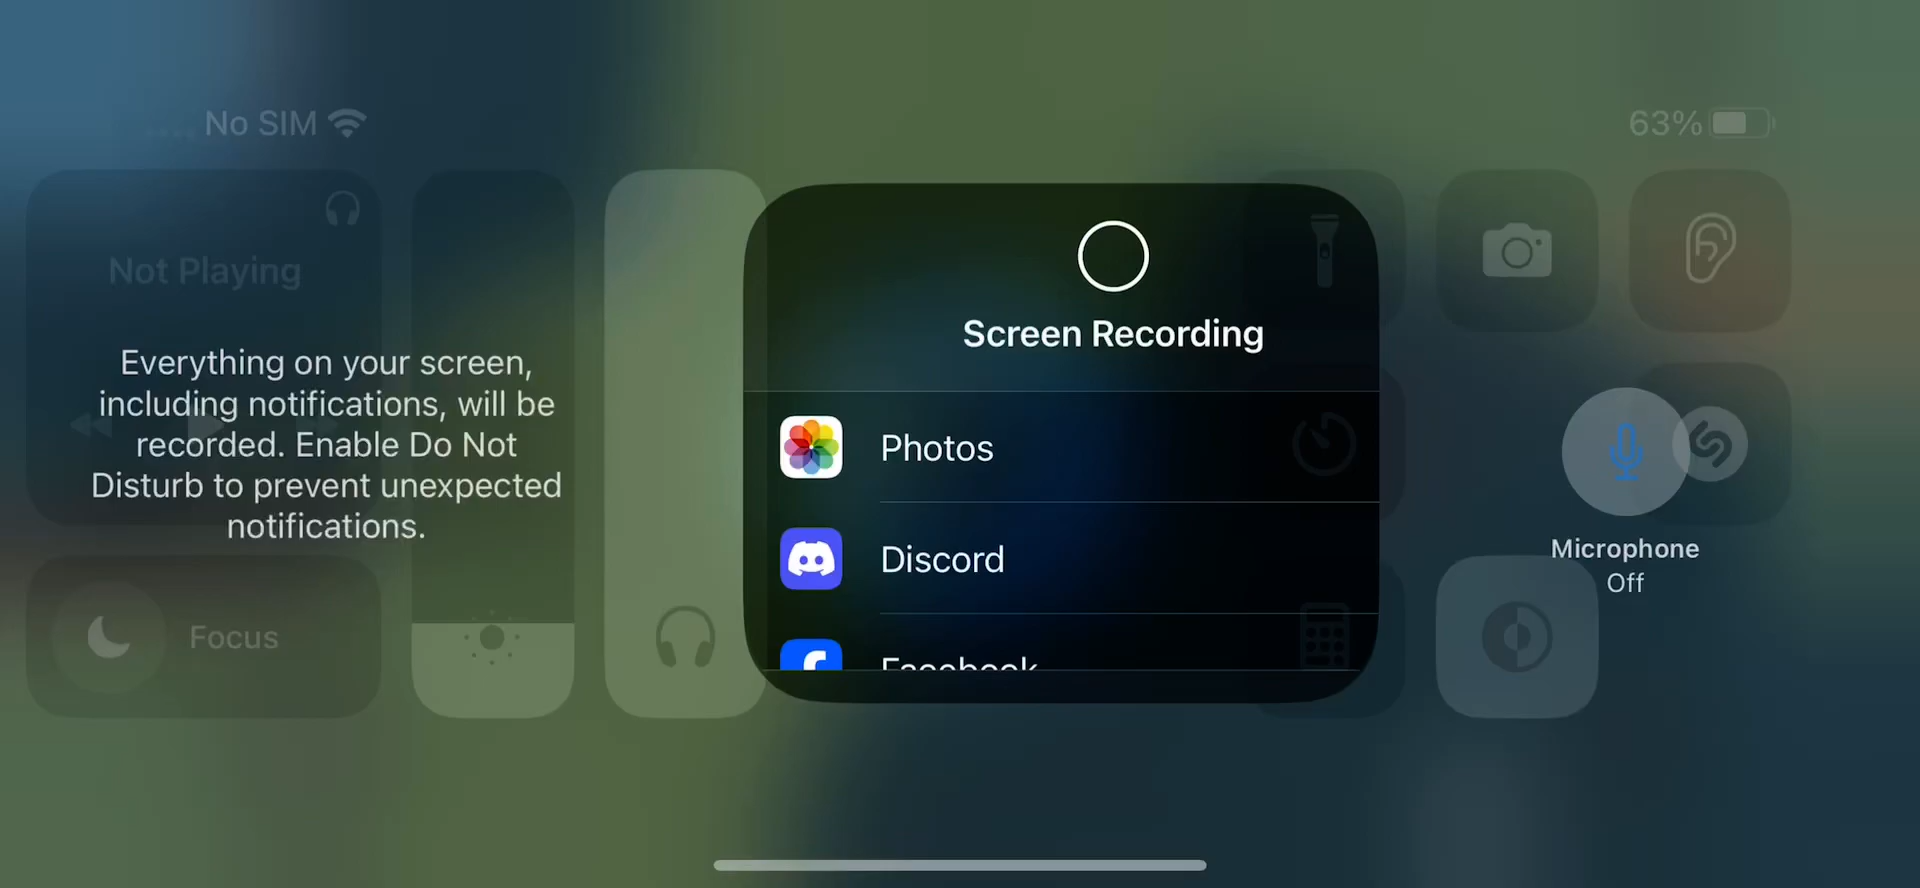 No SIM
63%
Not Playing
Everything on your screen,
including notifications, will be
recorded. Enable Do Not
Disturb to prevent unexpected
notifications.
Focus
Screen Recording
Photos
Discord
Facebook
Microphone
Off